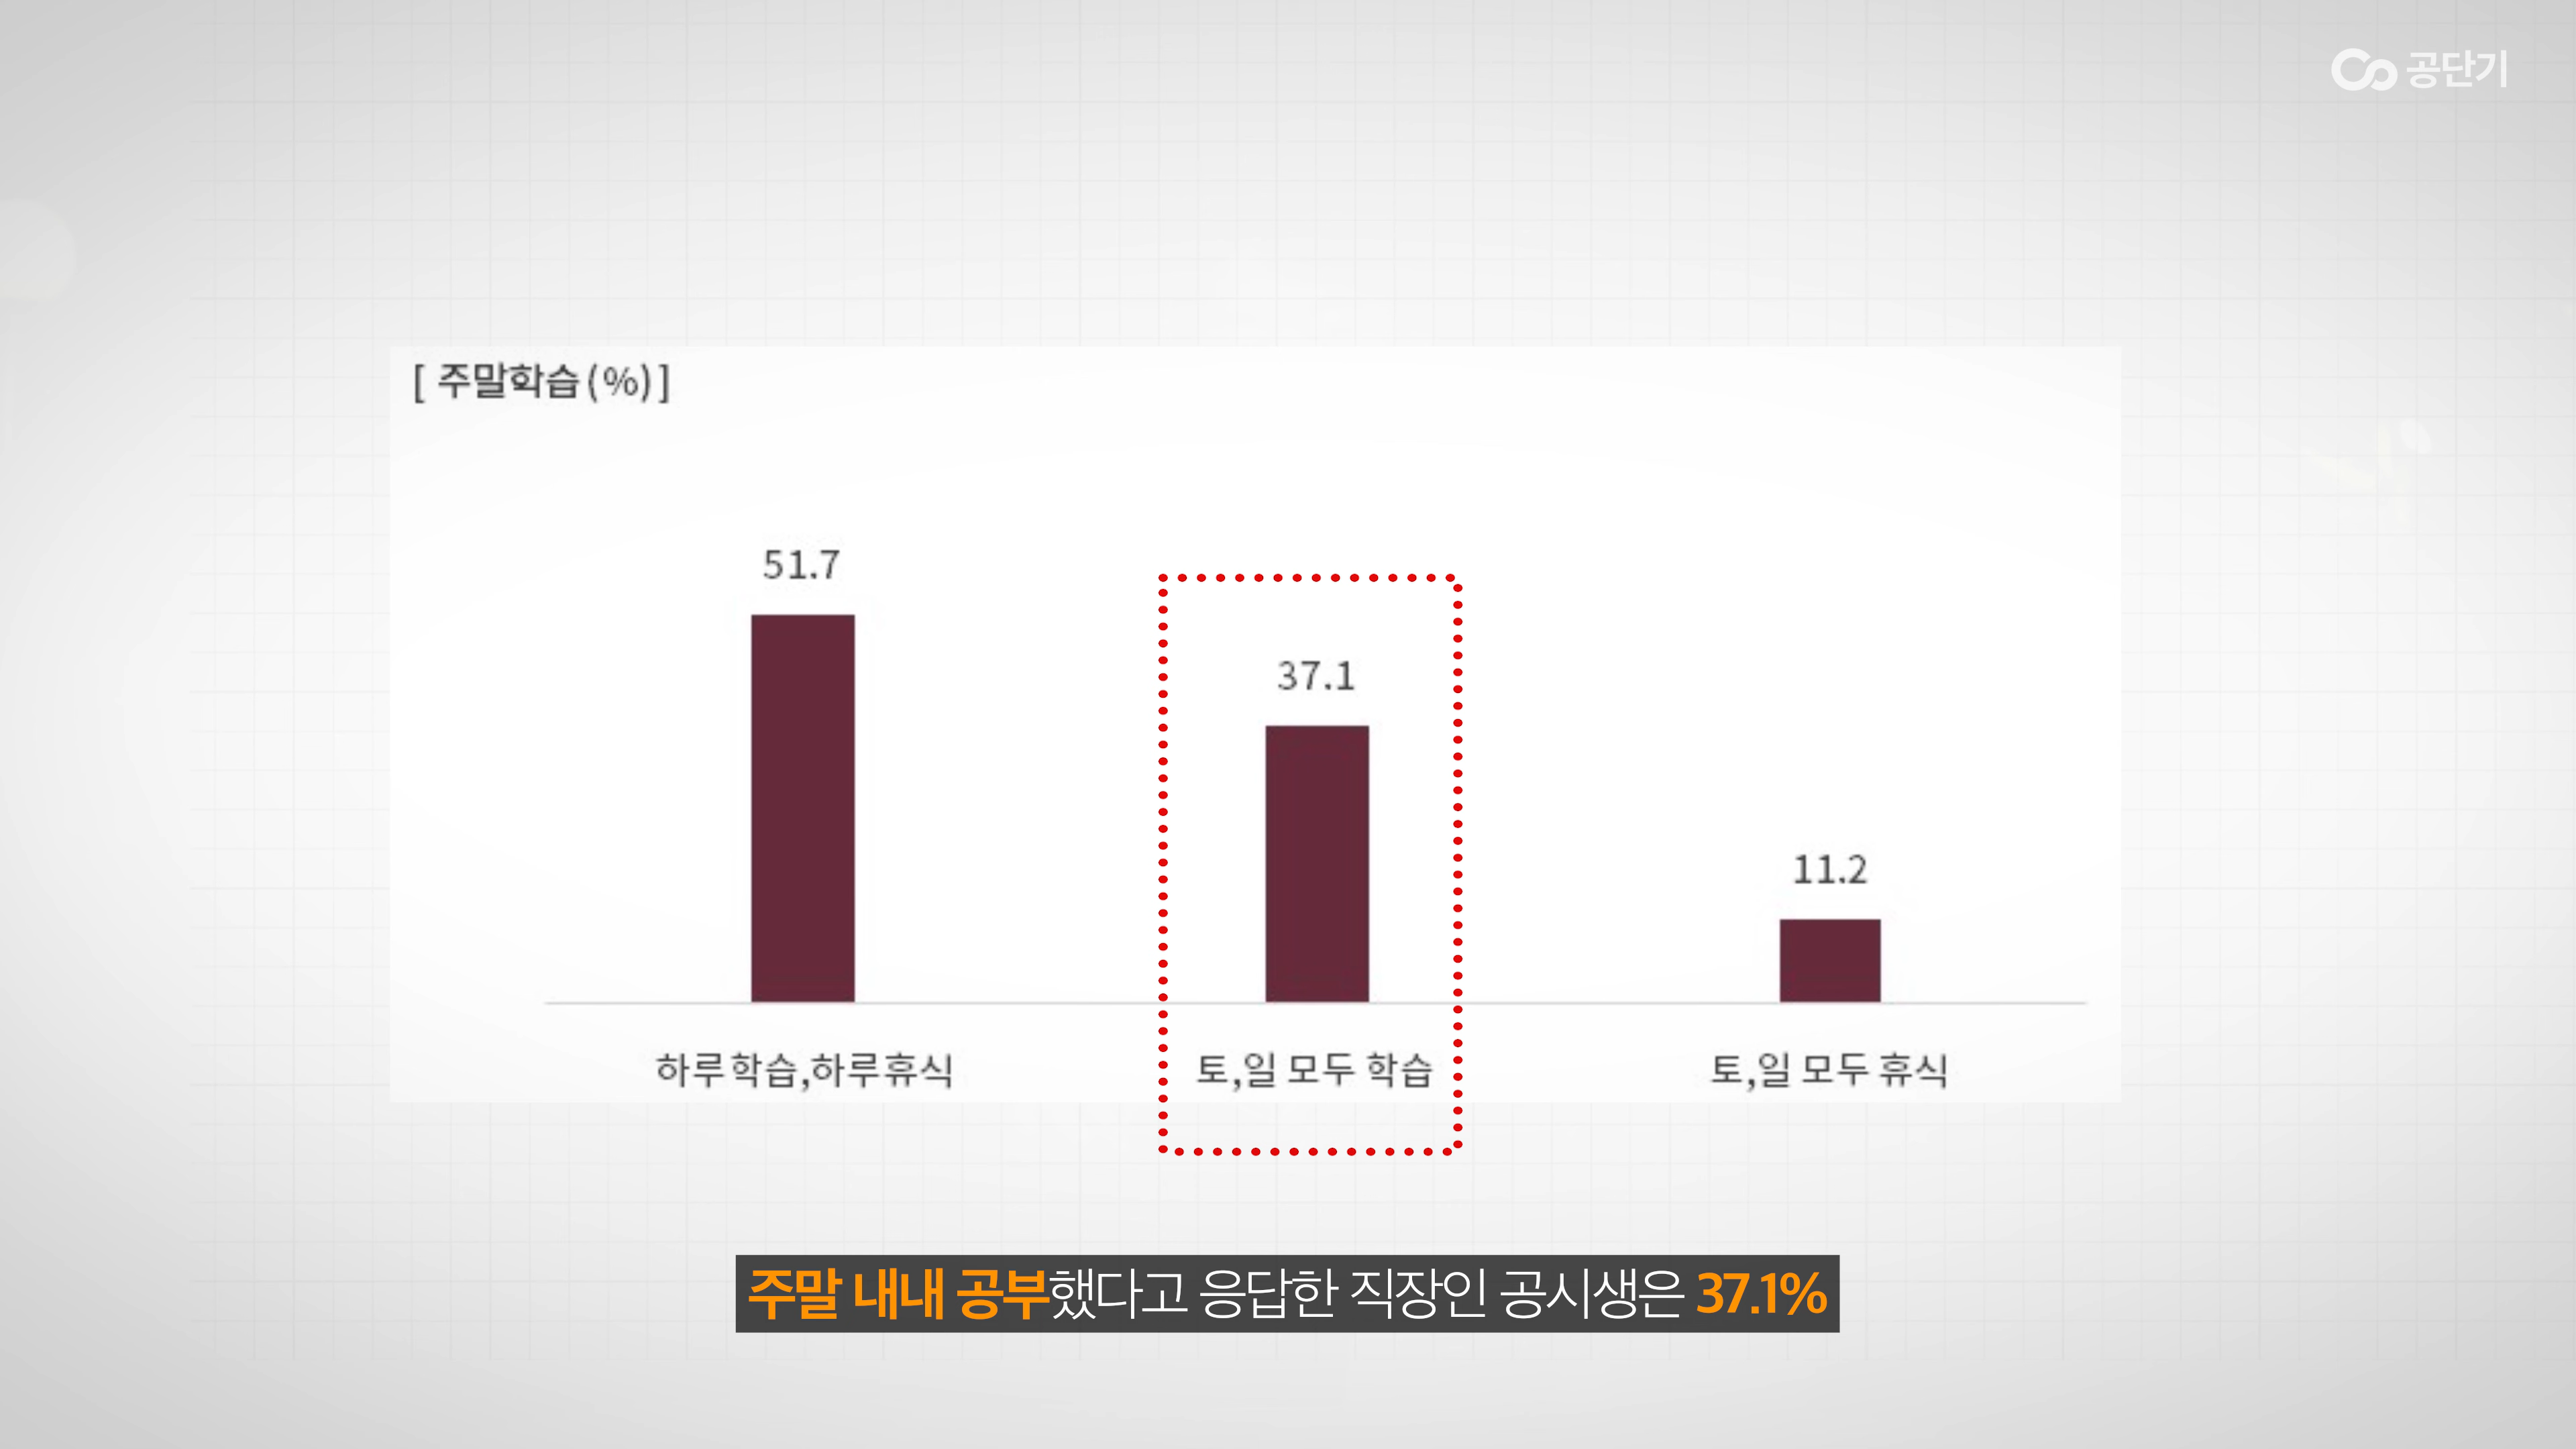 공단기
[ 주말학습(%)]
51.7
37.1
11.2
하루학습,하루휴식
토,일 모두 학습
토,일 모두 휴식
주말 내내 공부했다고 응답한 직장인 공시생은 37.1%